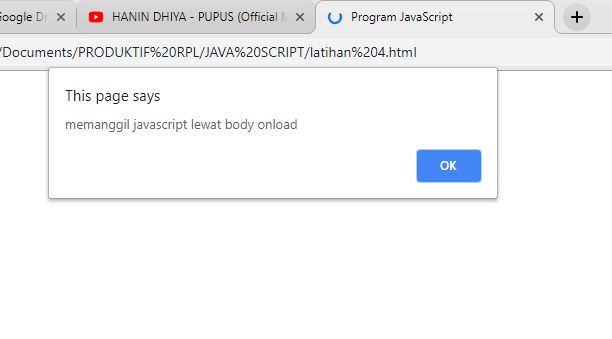 Google Dr
HANIN DHIYA - PUPUS (Official M
Program JavaScript
/Documents/PRODUKTIF%20RPL/JAVA%20SCRIPT/latihan%204.html
This page says
memanggil javascript lewat body onload
OK